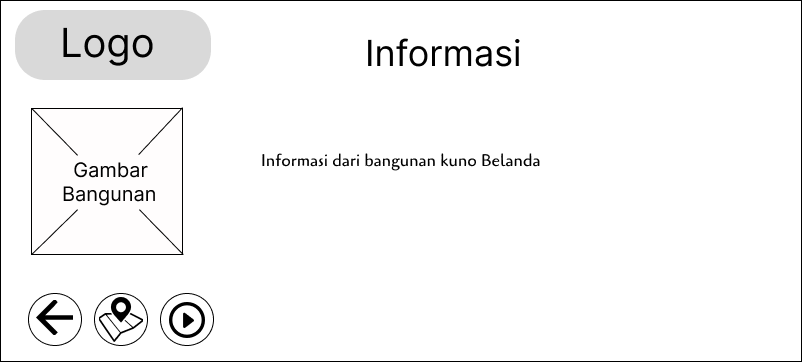 Logo
Informasi
Gambar
Bangunan
Informasi dari bangunan kuno Belanda